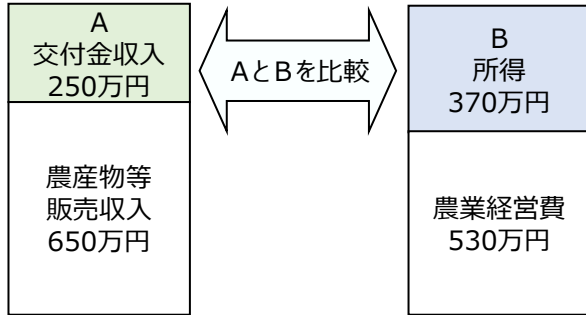 A
交付金収入
250万円
農産物等
販売収入
650万円
AとBを比較
B
所得
370万円
農業経営費
530万円